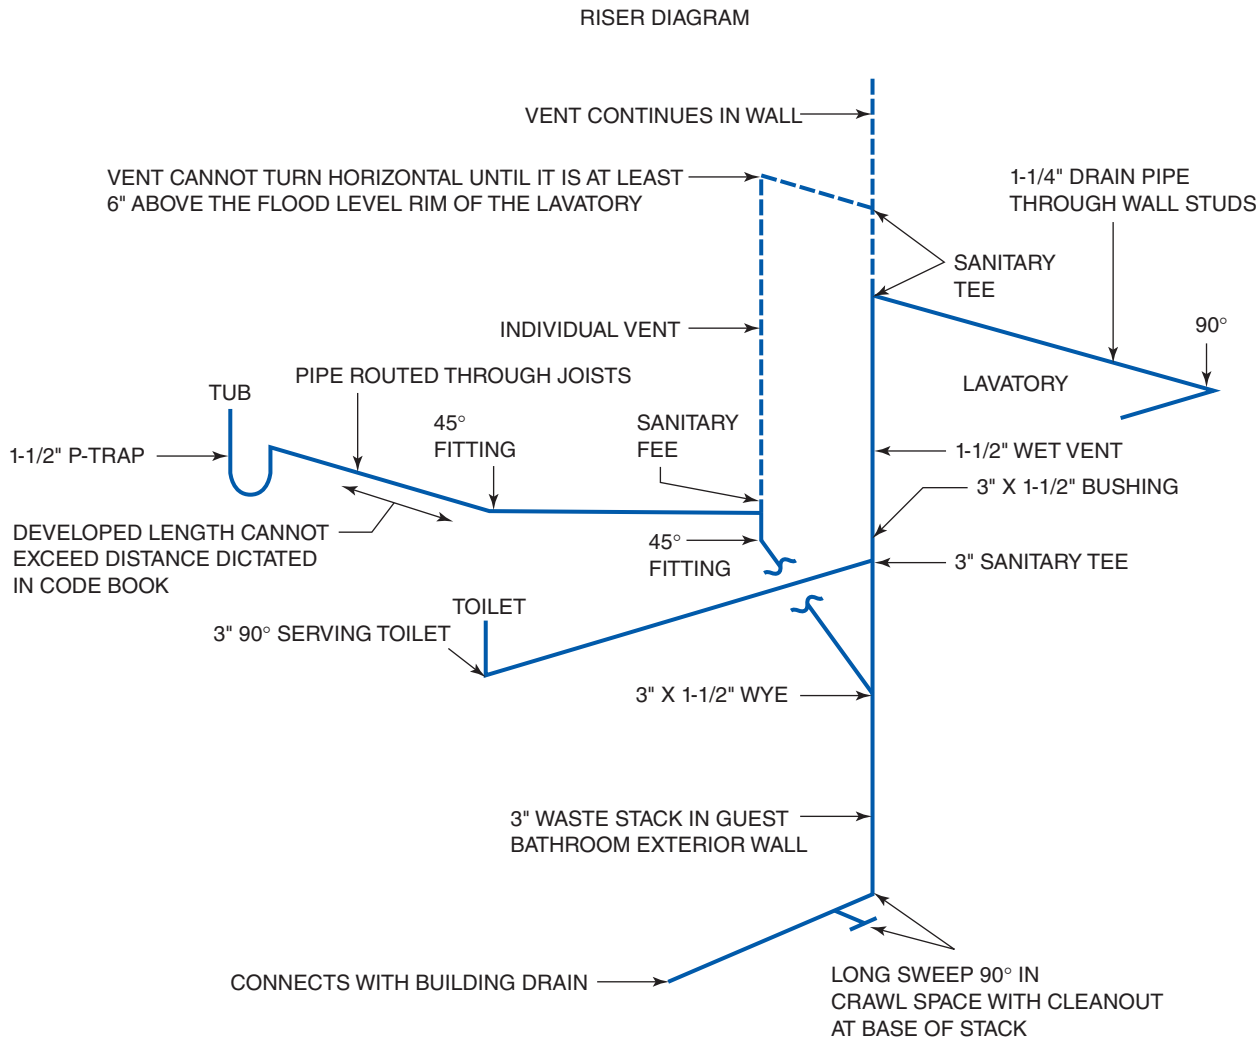 RISER DIAGRAM
VENT CONTINUES IN WALL
VENT CANNOT TURN HORIZONTAL UNTIL IT IS AT LEAST
6" ABOVE THE FLOOD LEVEL RIM OF THE LAVATORY
1-1/4" DRAIN PIPE
THROUGH WALL STUDS
SANITARY
TEE
INDIVIDUAL VENT
90°
PIPE ROUTED THROUGH JOISTS
LAVATORY
TUB
45°
FITTING
SANITARY
FEE
1-1/2" P-TRAP
1-1/2" WET VENT
3" X 1-1/2" BUSHING
DEVELOPED LENGTH CANNOT
EXCEED DISTANCE DICTATED
IN CODE BOOK
45°
FITTING
3" SANITARY TEE
TOILET
3" 90° SERVING TOILET
3" X 1-1/2" WYE
3" WASTE STACK IN GUEST
BATHROOM EXTERIOR WALL
CONNECTS WITH BUILDING DRAIN
LONG SWEEP 90° IN
CRAWL SPACE WITH CLEANOUT
AT BASE OF STACK